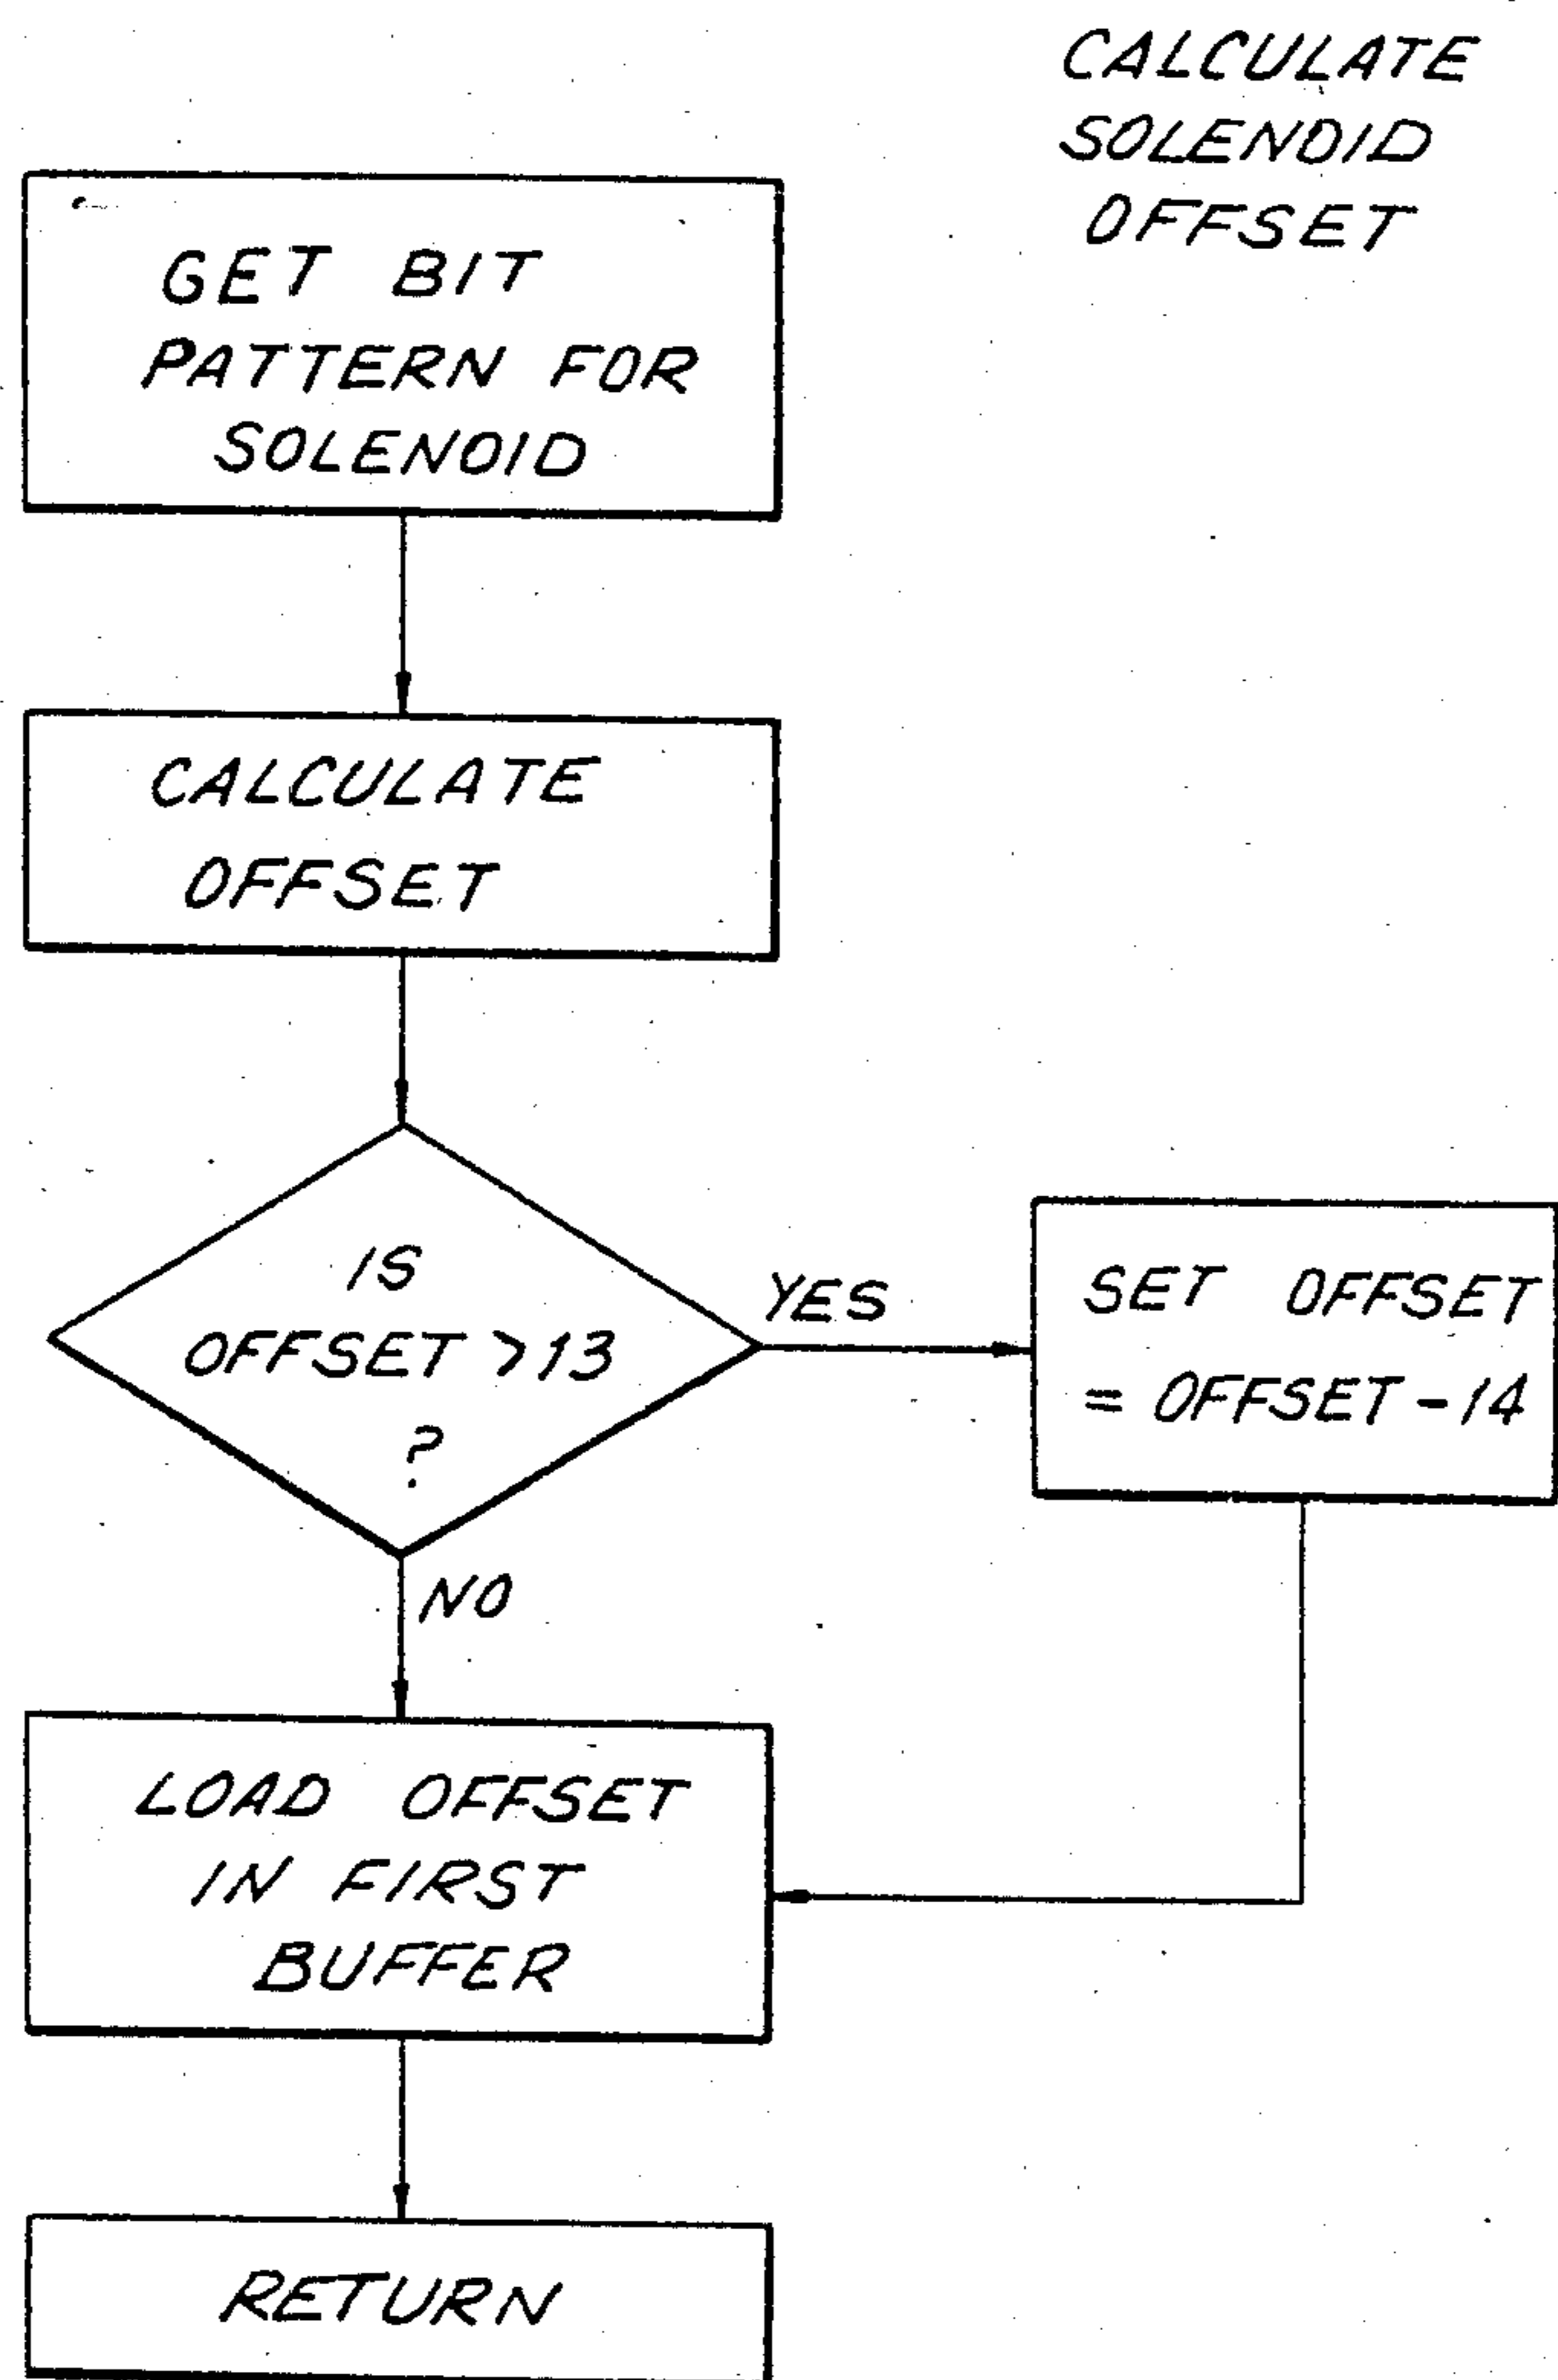 CALCULATE
SOLENOID
OFFSET
GET BIT
PATTERN FOR
SOLENOID
CALCULATE
OFFSET
IS
OFFSET >13
?
YES
SET OFFSET
= OFFSET -14
NO
LOAD OFFSET
IN FIRST
BUFFER
RETURN